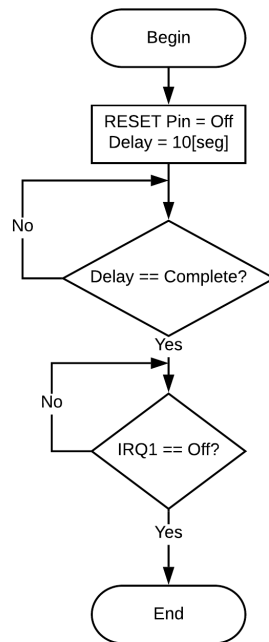 Begin
RESET Pin = Off
Delay = 10[seg]
No
Delay == Complete?
Yes
No
IRQ1 == Off?
Yes
End